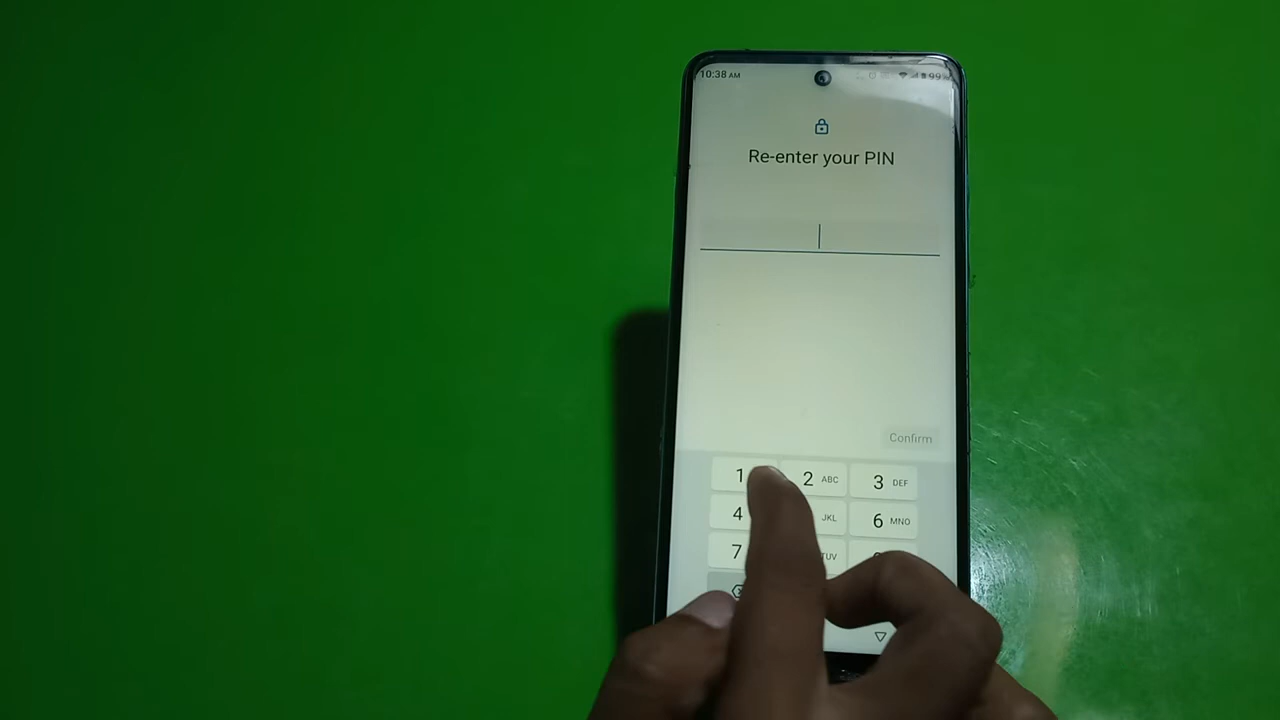 10:38 AM 99%
Re-enter your PIN
Confirm
1 2 ABC 3 DEF
4 JKL 6 MNO
7 TUV